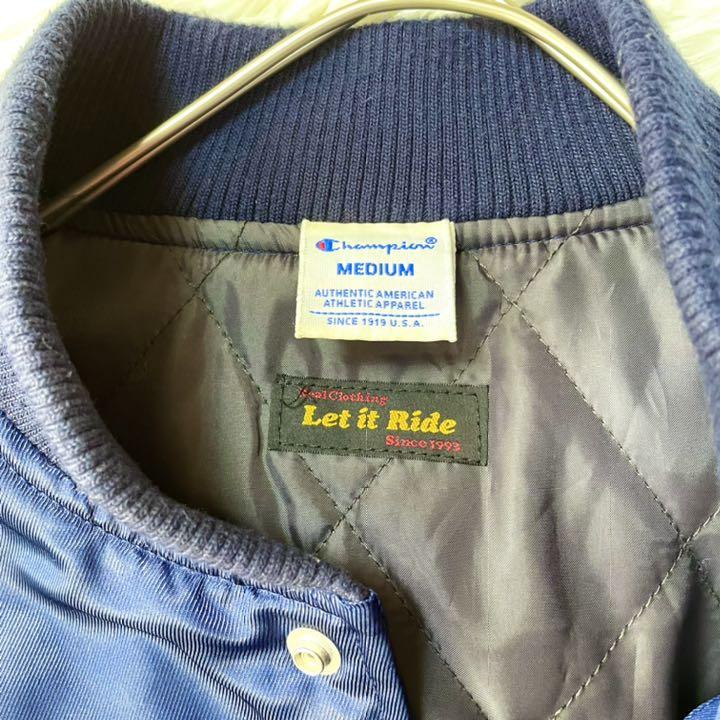 Champion®
MEDIUM
AUTHENTIC AMERICAN
ATHLETIC APPAREL
SINCE 1919 U.S.A.
Real Clothing
Let it Ride
Since 1993